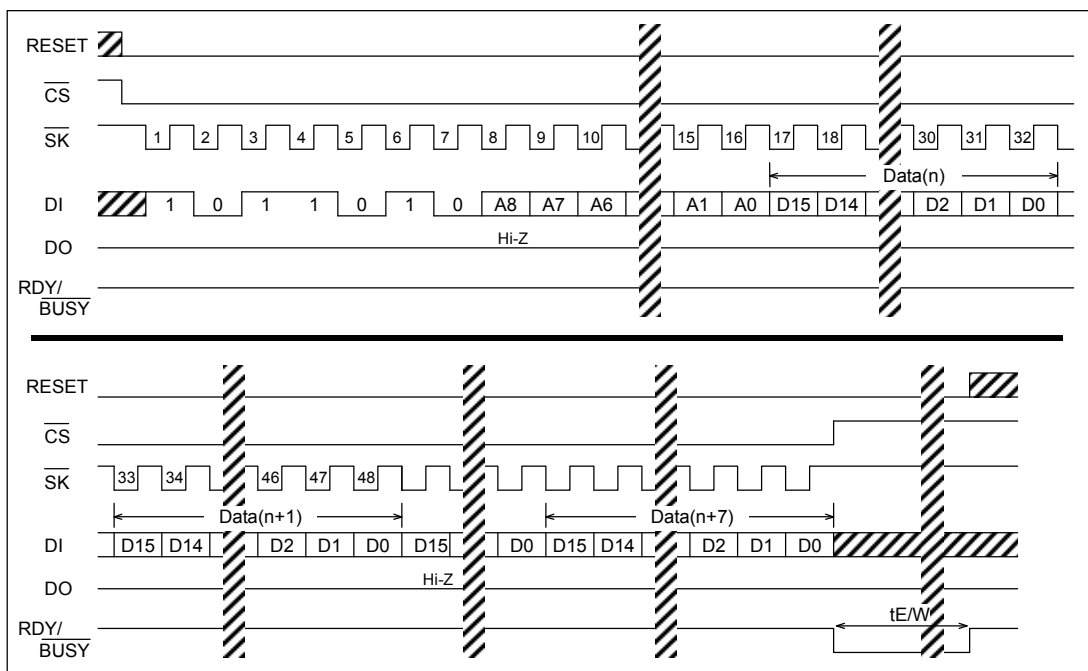 RESET
CS
SK
1 2 3 4 5 6 7 8 9 10 15 16 17 18 30 31 32
Data(n)
DI
1 0 1 1 0 1 0 A8 A7 A6 A1 A0 D15 D14 D2 D1 D0
Hi-Z
DO
RDY/
BUSY
RESET
CS
SK
33 34 46 47 48
Data(n+1) Data(n+7)
DI
D15 D14 D2 D1 D0 D15 D0 D15 D14 D2 D1 D0
Hi-Z
DO
tE/W
RDY/
BUSY